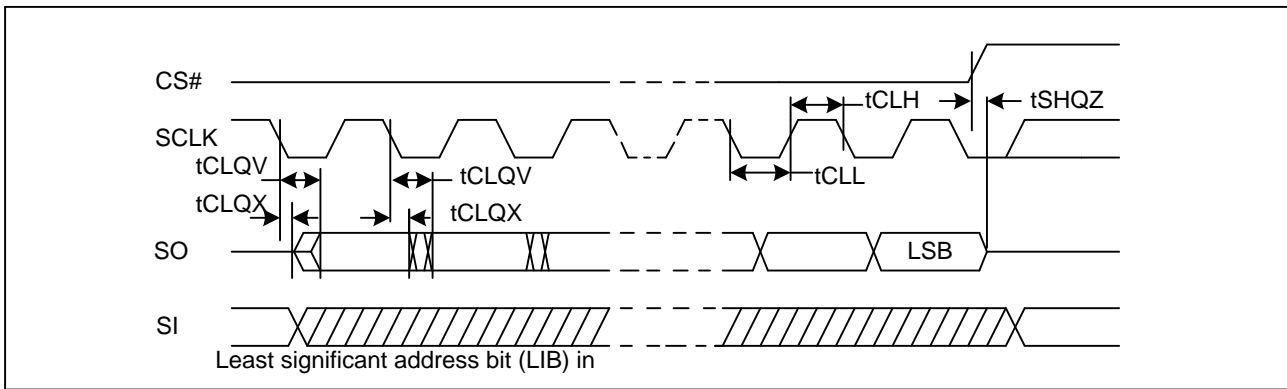 CS#
tCLH
tSHQZ
SCLK
tCLQV
tCLQV
tCLL
tCLQX
tCLQX
SO
LSB
SI
Least significant address bit (LIB) in